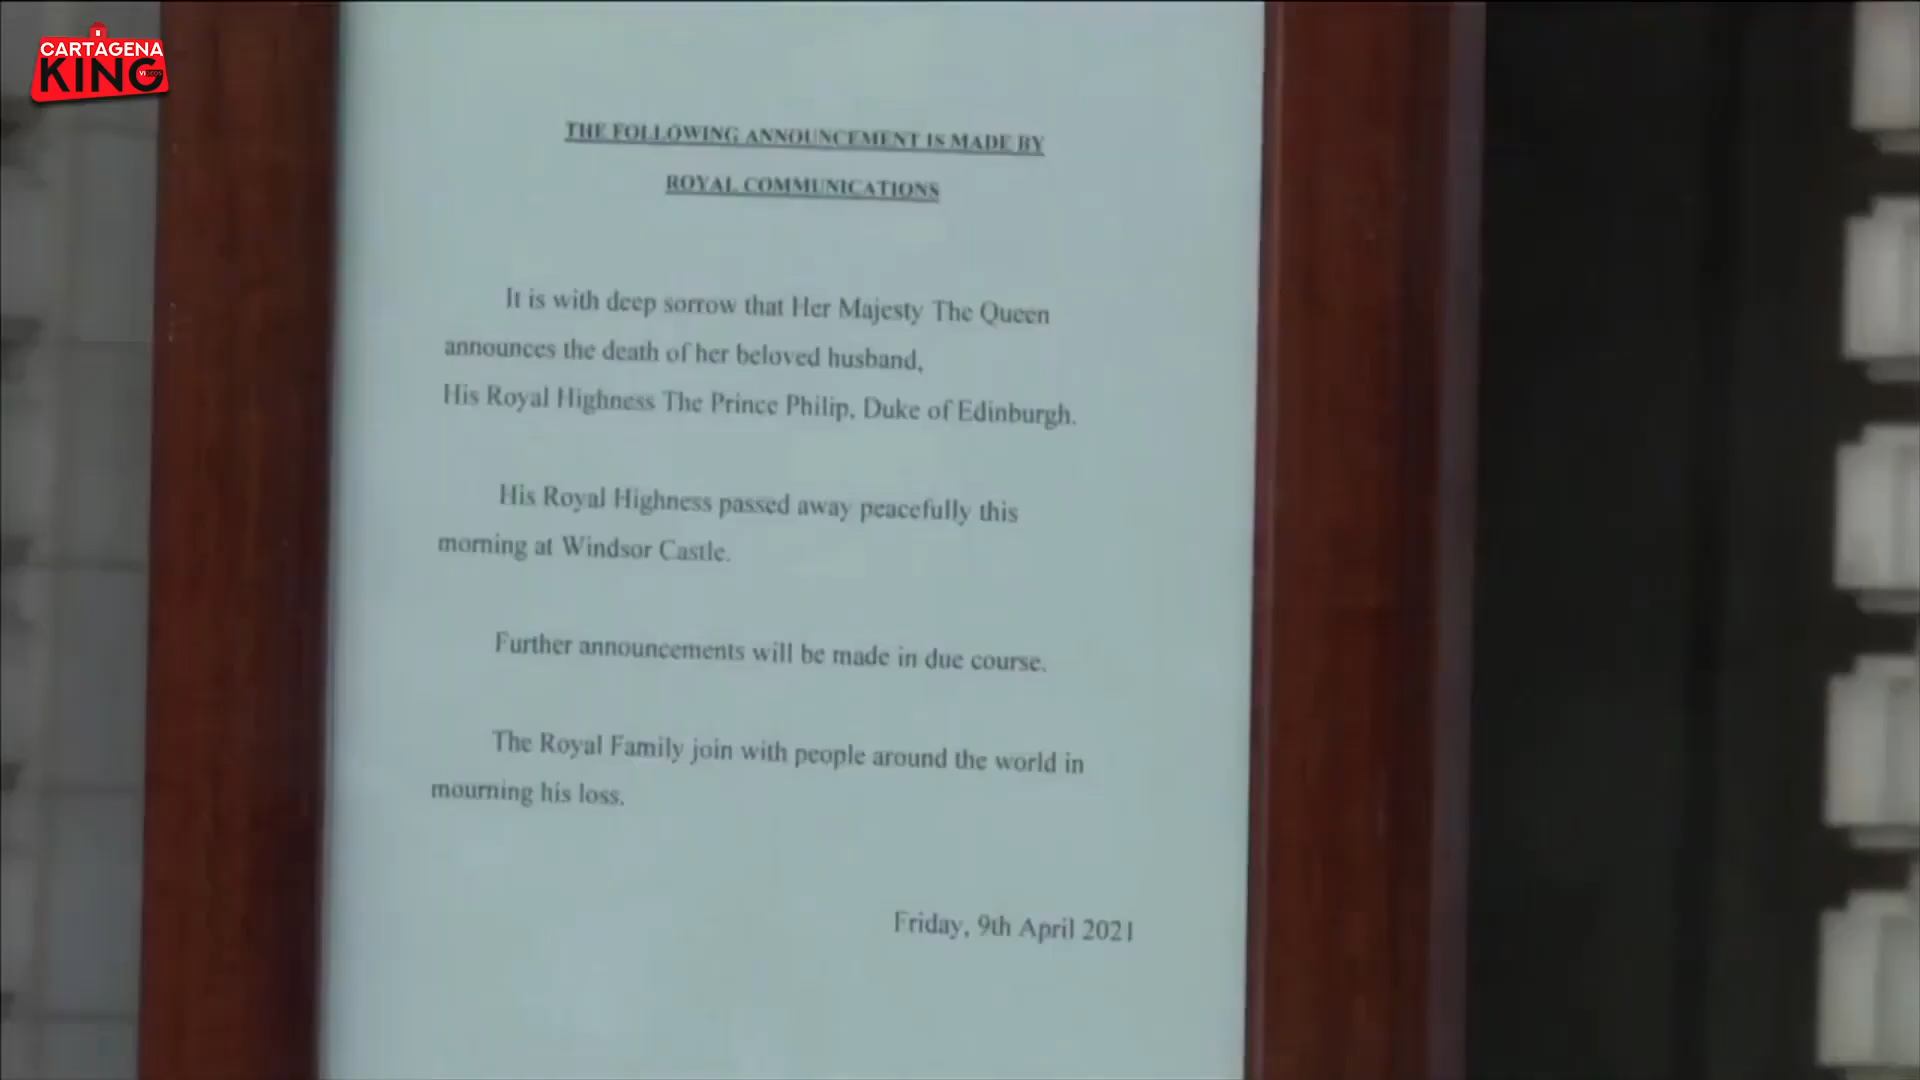 CARTAGENA
KING
VIDEOS
THE FOLLOWING ANNOUNCEMENT IS MADE BY
ROYAL COMMUNICATIONS
It is with deep sorrow that Her Majesty The Queen
announces the death of her beloved husband,
His Royal Highness The Prince Philip, Duke of Edinburgh.
His Royal Highness passed away peacefully this
morning at Windsor Castle.
Further announcements will be made in due course.
The Royal Family join with people around the world in
mourning his loss.
Friday, 9th April 2021